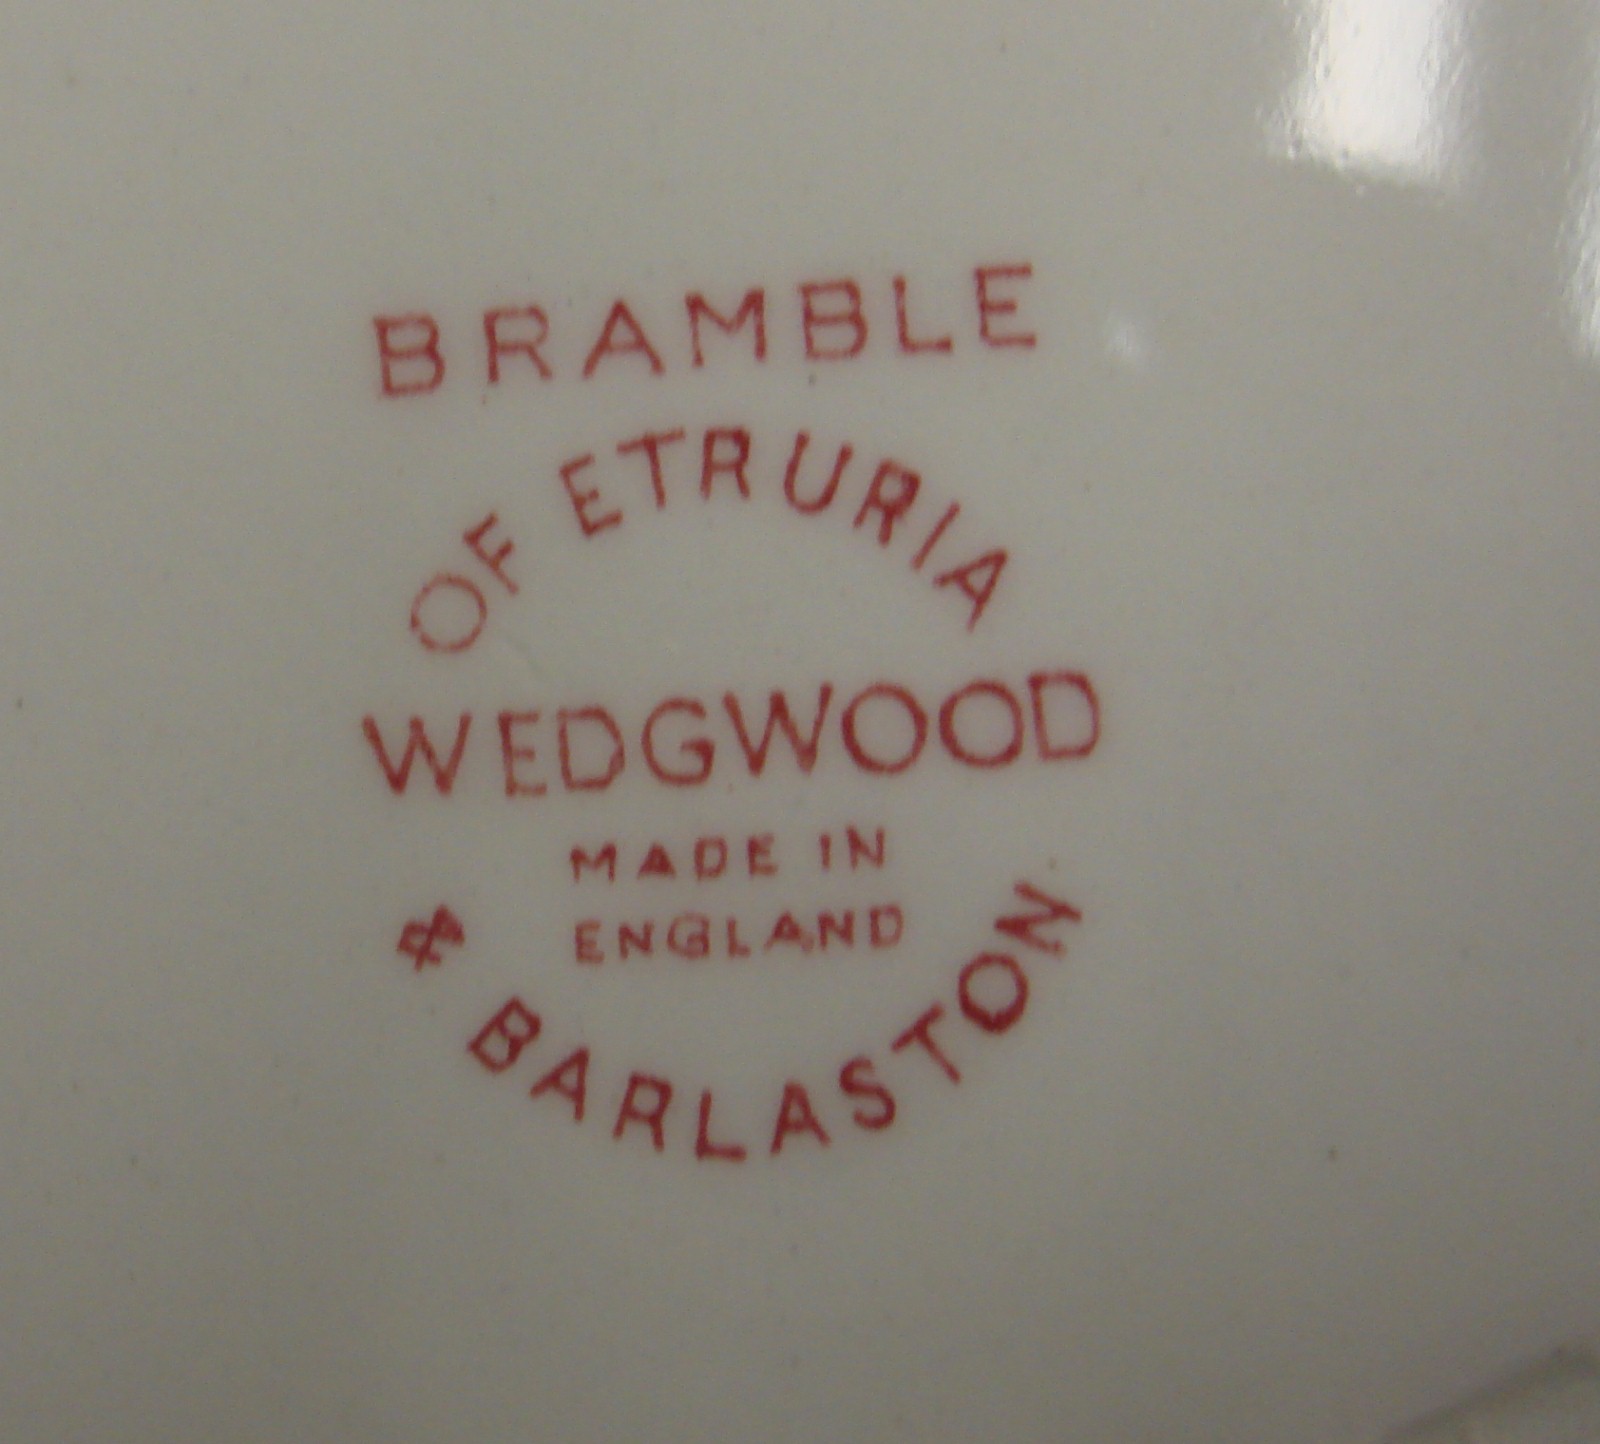 BRAMBLE
OF ETRURIA
WEDGWOOD
MADE IN
ENGLAND
& BARLASTON